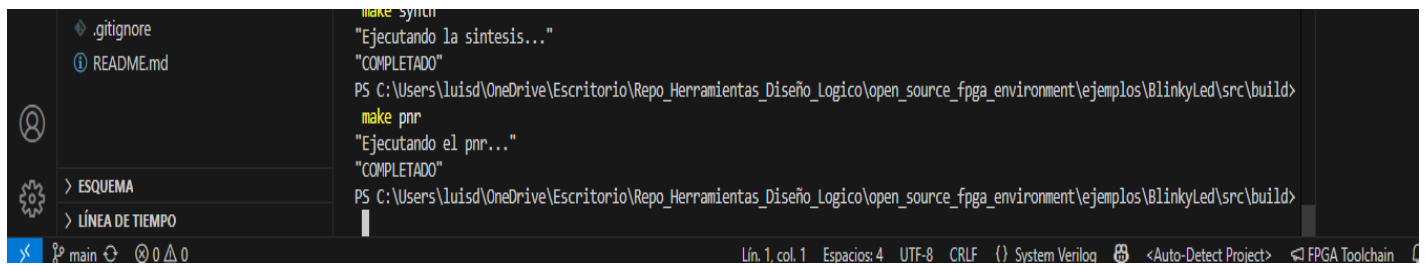 .gitignore
README.md
ESQUEMA
LÍNEA DE TIEMPO
make synth
"Ejecutando la sintesis..."
"COMPLETADO"
PS C:\Users\luisd\OneDrive\Escritorio\Repo_Herramientas_Diseño_Logico\open_source_fpga_environment\ejemplos\BlinkyLed\src\build>
make pnr
"Ejecutando el pnr..."
"COMPLETADO"
PS C:\Users\luisd\OneDrive\Escritorio\Repo_Herramientas_Diseño_Logico\open_source_fpga_environment\ejemplos\BlinkyLed\src\build>
main 0 0 Lín. 1, col. 1 Espacios: 4 UTF-8 CRLF {} System Verilog <Auto-Detect Project> FPGA Toolchain